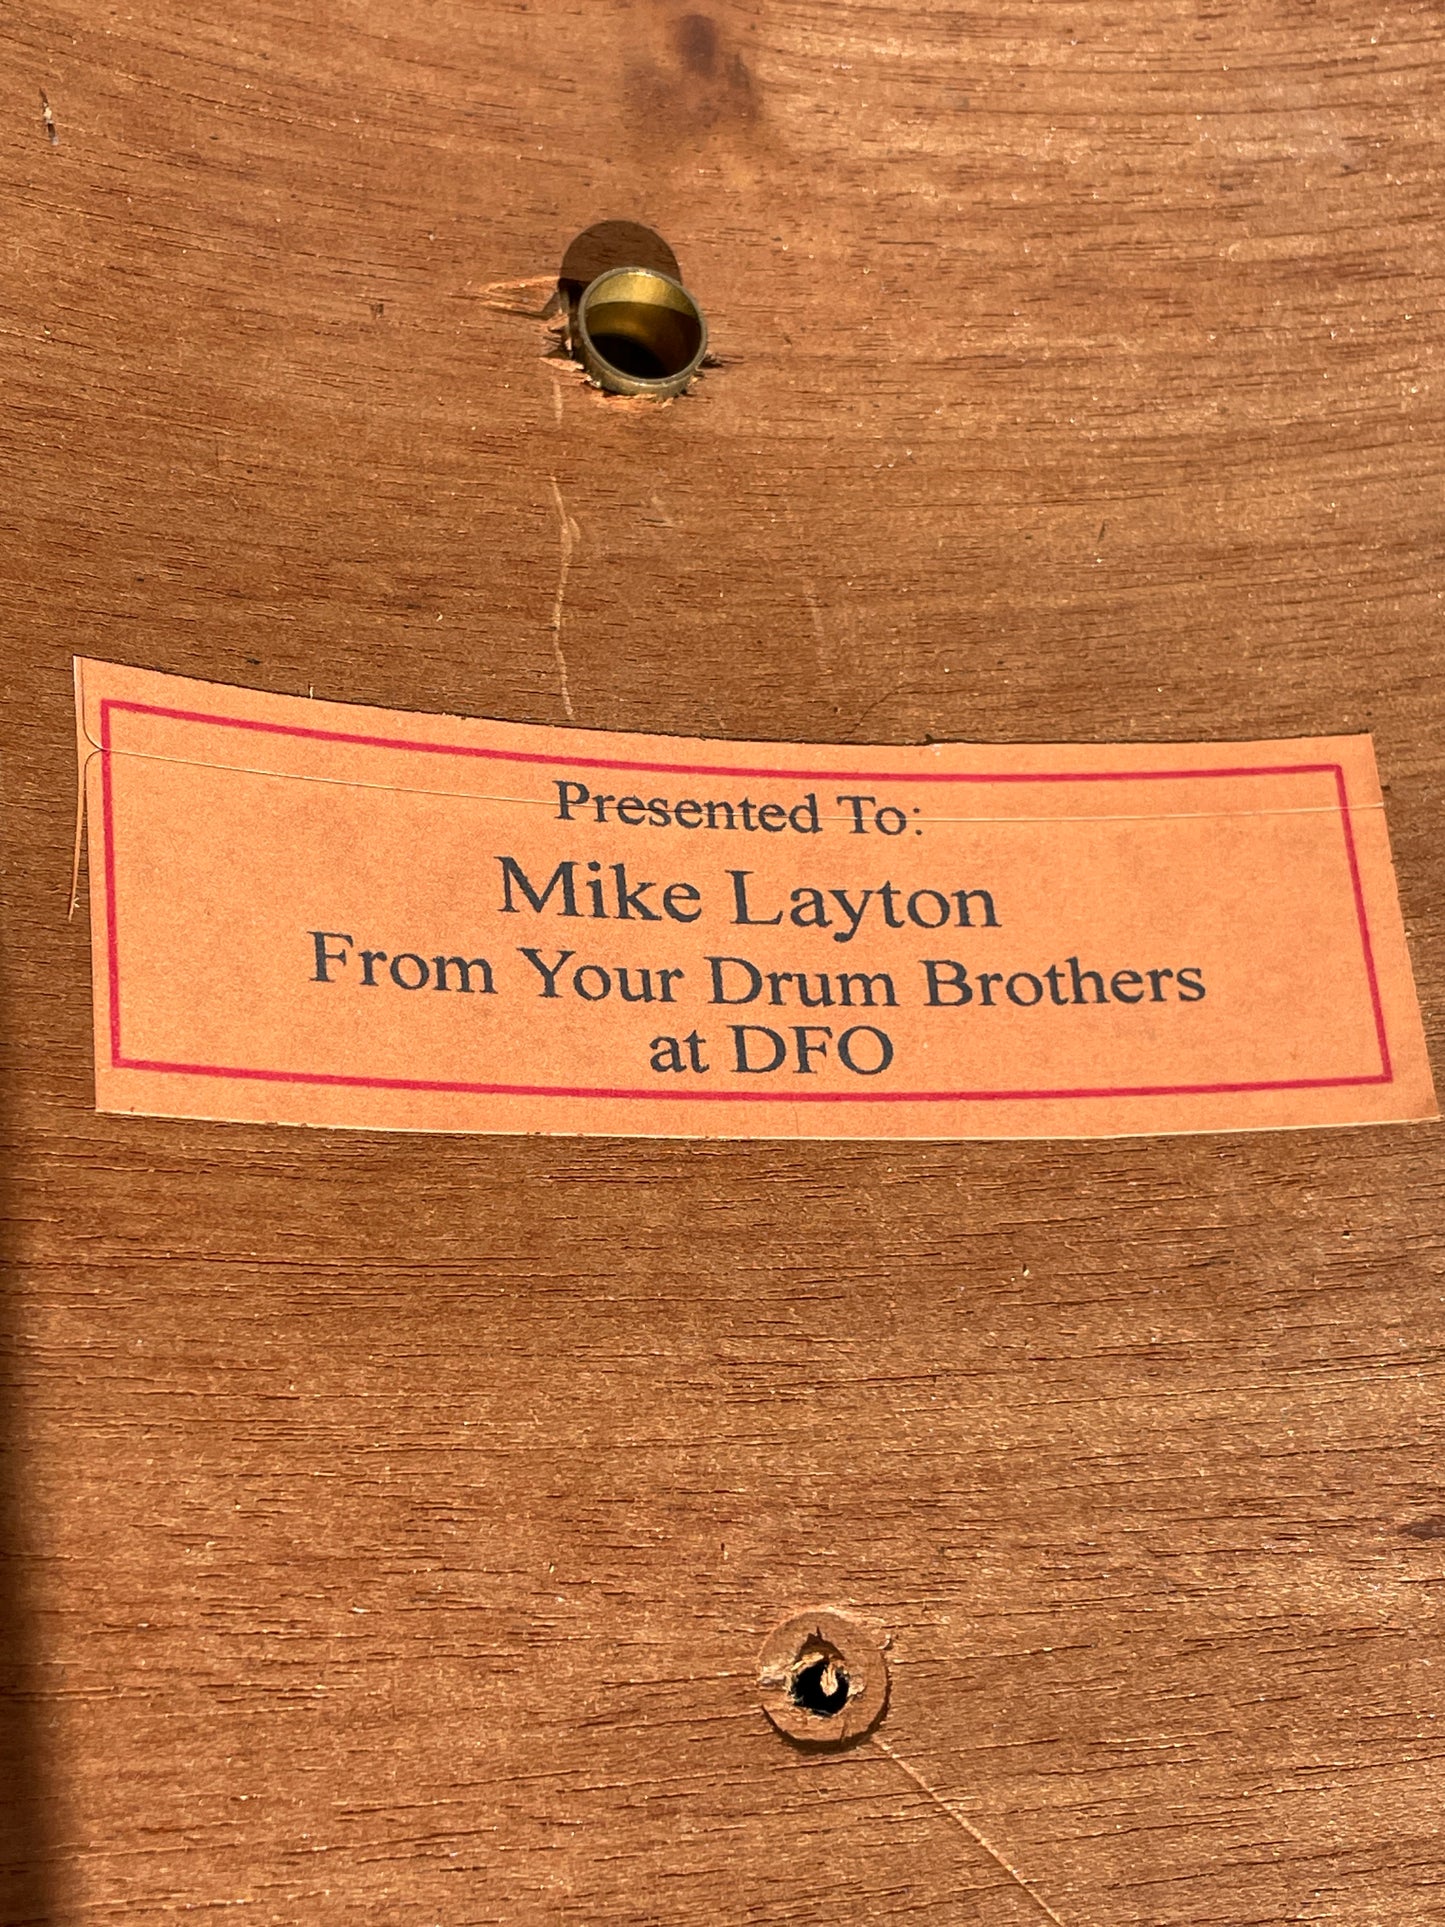 Presented To:
Mike Layton
From Your Drum Brothers
at DFO